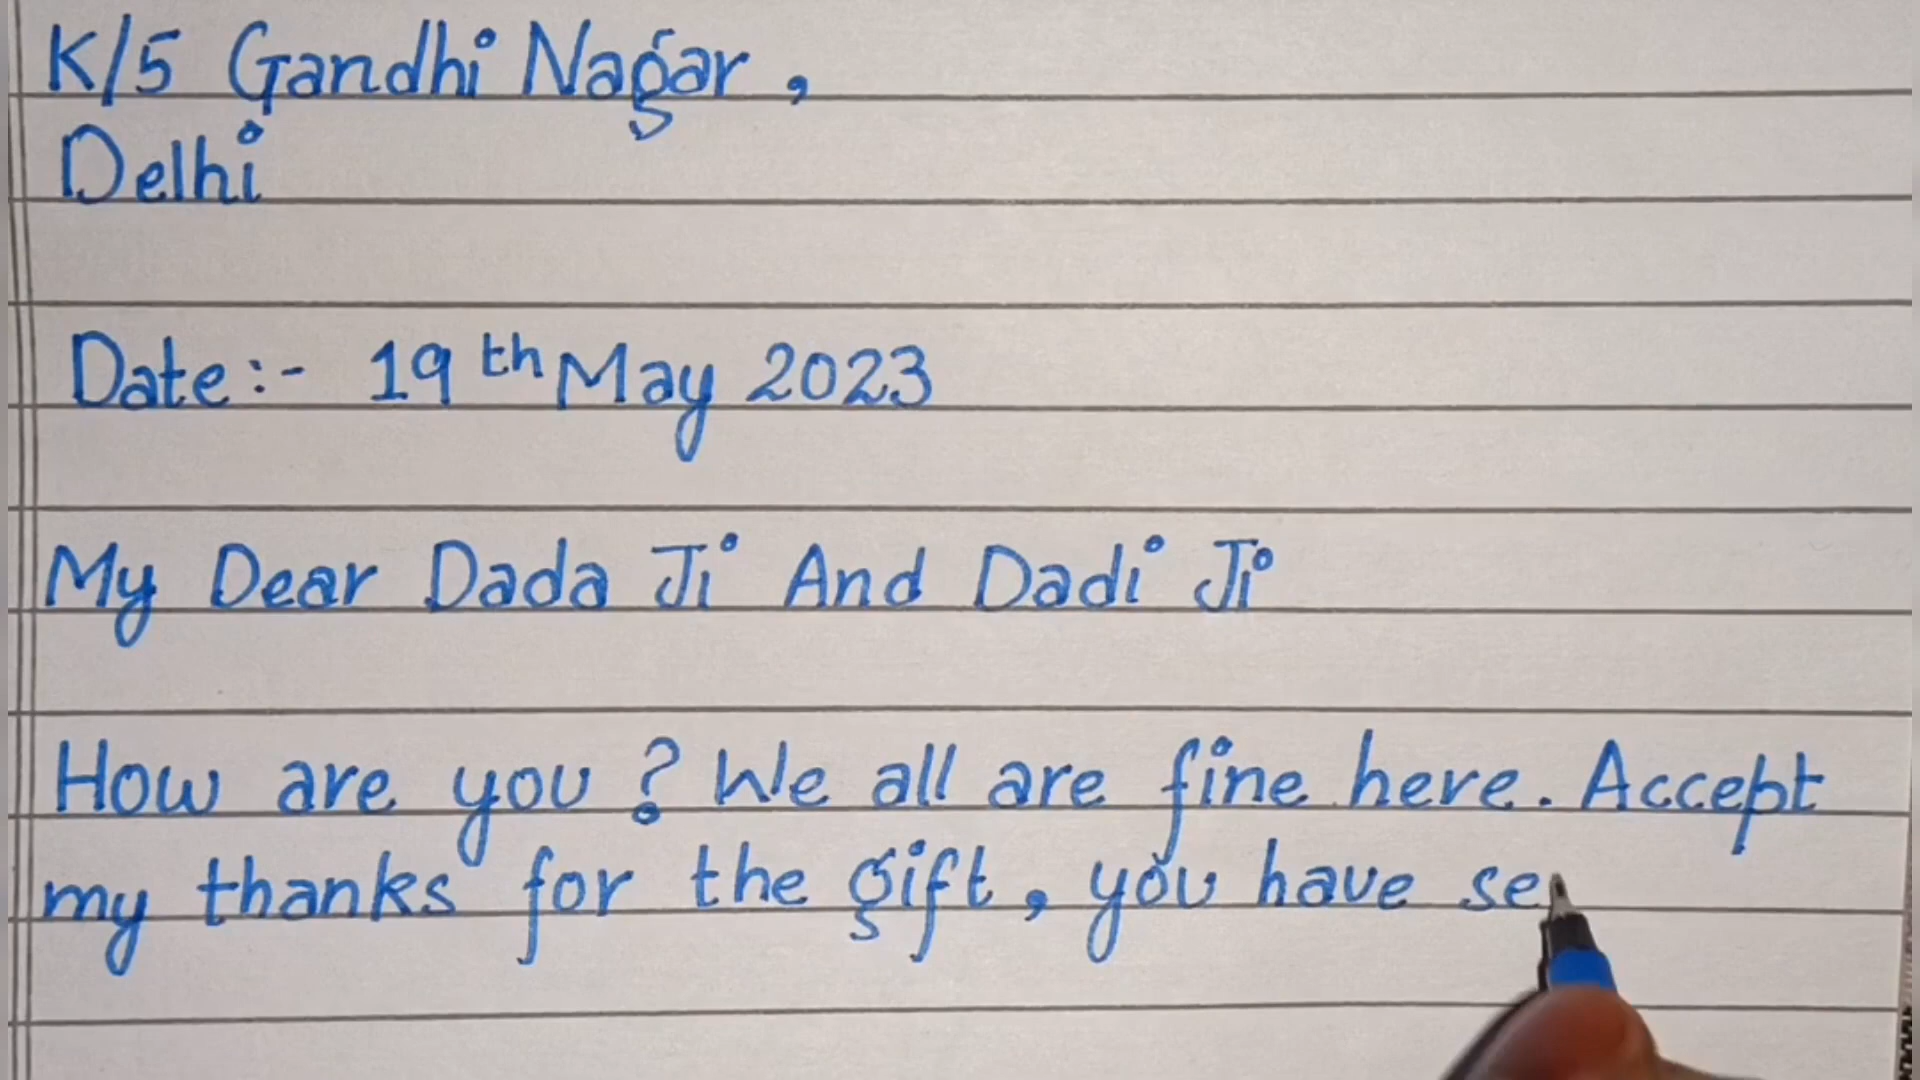 K/5 Gandhi Nagar,
Delhi
Date:- 19th May 2023
My Dear Dada Ji And Dadi Ji
How are you? We all are fine here. Accept
my thanks for the gift, you have se